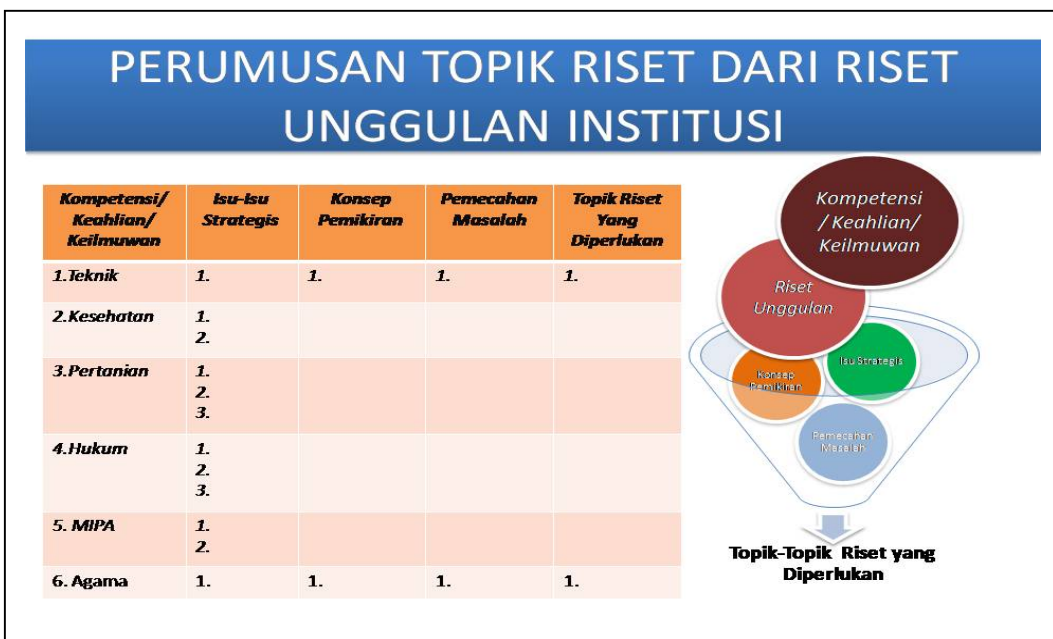 PERUMUSAN TOPIK RISET DARI RISET
UNGGULAN INSTITUSI
Kompetensi/
Keahlian/
Keilmuwan
Isu-Isu
Strategis
Konsep
Pemikiran
Pemecahan
Masalah
Topik Riset
Yang
Diperlukan
1.Teknik
1.
1.
1.
1.
2.Kesehatan
1.
2.
3.Pertanian
1.
2.
3.
4.Hukum
1.
2.
3.
5. MIPA
1.
2.
6. Agama
1.
1.
1.
1.
Kompetensi
/ Keahlian/
Keilmuwan
Riset
Unggulan
Isu Strategis
Konsep
Pemikiran
Pemecahan
Masalah
Topik-Topik Riset yang
Diperlukan